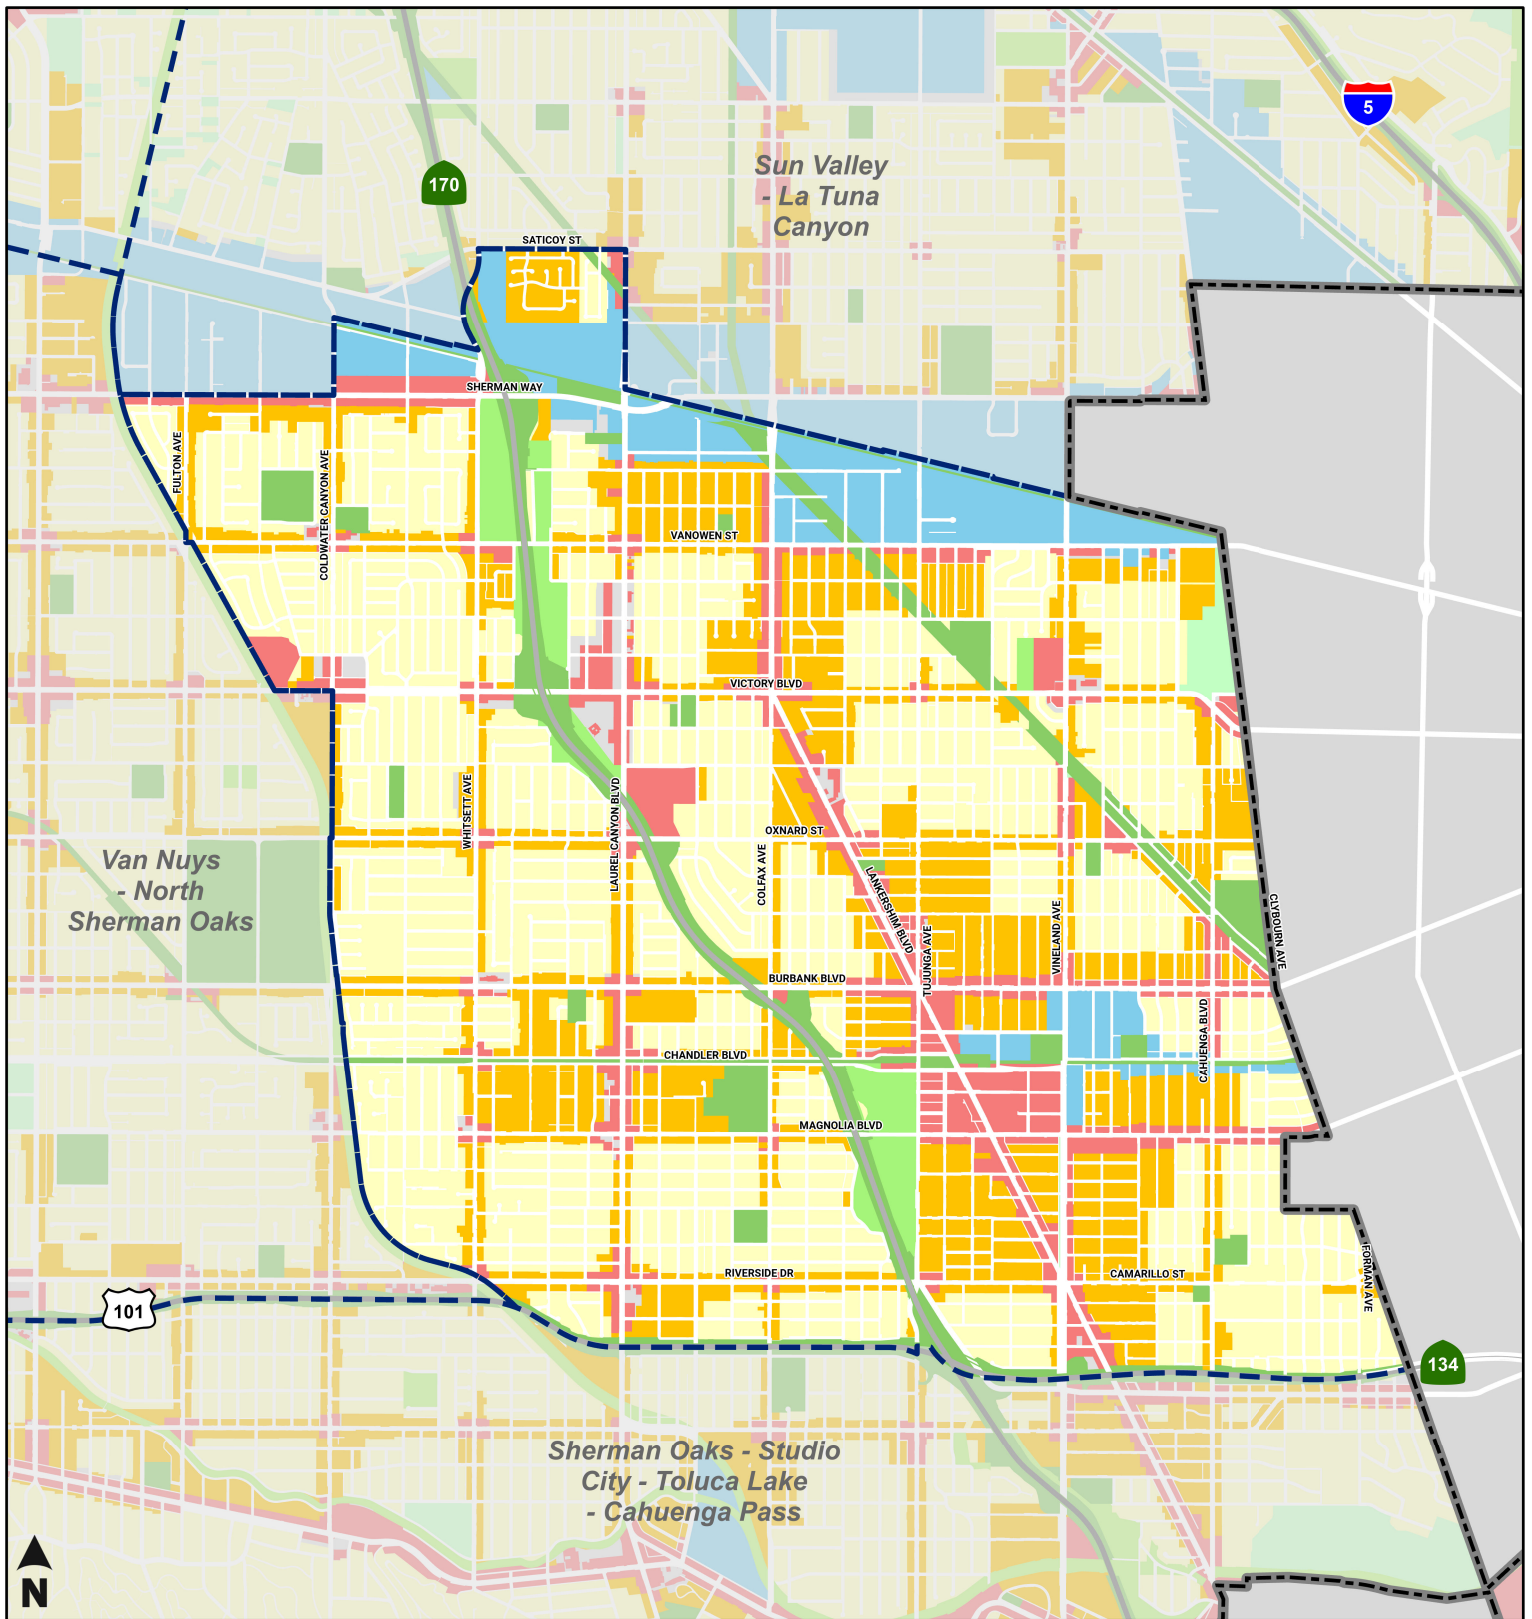 5
Sun Valley
- La Tuna
Canyon
170
SATICOY ST
SHERMAN WAY
FULTON AVE
COLDWATER CANYON AVE
VANOWEN ST
VICTORY BLVD
WHITSETT AVE
LAUREL CANYON BLVD
OXNARD ST
COLFAX AVE
LANKERSHIM BLVD
Van Nuys
- North
Sherman Oaks
TUJUNGA AVE
VINELAND AVE
CLYBOURN AVE
BURBANK BLVD
CAHUENGA BLVD
CHANDLER BLVD
MAGNOLIA BLVD
RIVERSIDE DR
CAMARILLO ST
FORMAN AVE
101
134
Sherman Oaks - Studio
City - Toluca Lake
- Cahuenga Pass
N